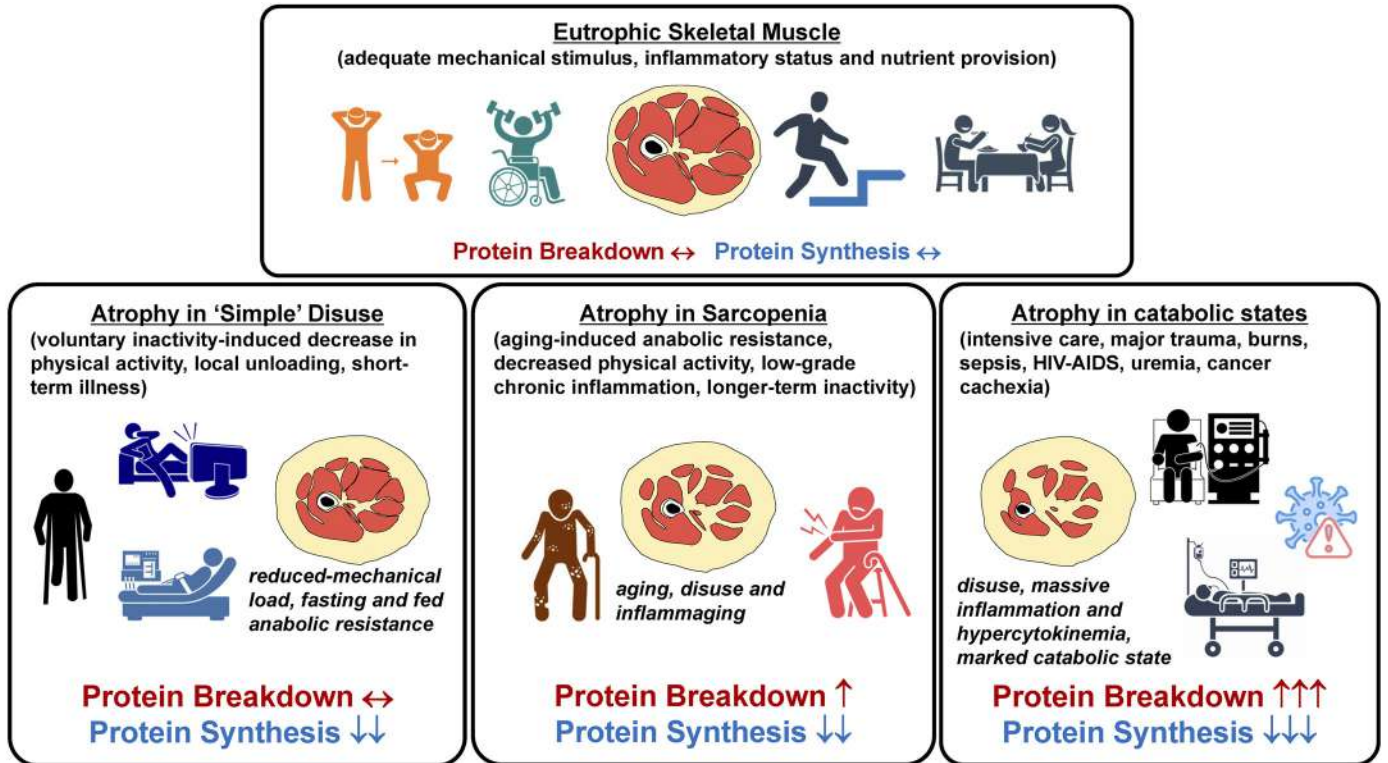 Eutrophic Skeletal Muscle
(adequate mechanical stimulus, inflammatory status and nutrient provision)
Protein Breakdown ↔ Protein Synthesis ↔
Atrophy in ‘Simple’ Disuse
(voluntary inactivity-induced decrease in
physical activity, local unloading, short-
term illness)
reduced-mechanical
load, fasting and fed
anabolic resistance
Protein Breakdown ↔
Protein Synthesis ↓↓
Atrophy in Sarcopenia
(aging-induced anabolic resistance,
decreased physical activity, low-grade
chronic inflammation, longer-term inactivity)
aging, disuse and
inflammaging
Protein Breakdown ↑
Protein Synthesis ↓↓
Atrophy in catabolic states
(intensive care, major trauma, burns,
sepsis, HIV-AIDS, uremia, cancer
cachexia)
disuse, massive
inflammation and
hypercytokinemia,
marked catabolic state
Protein Breakdown ↑↑↑
Protein Synthesis ↓↓↓